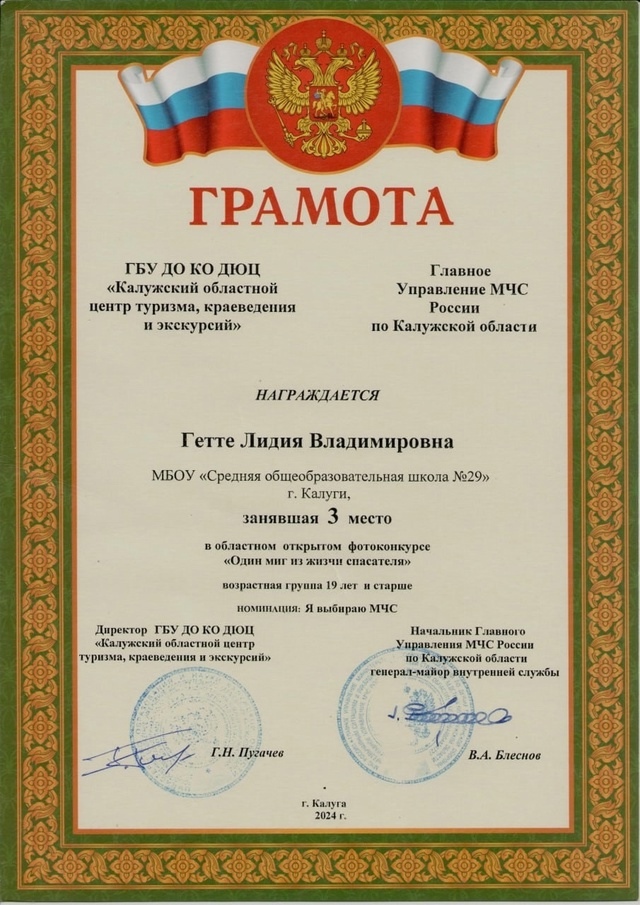 ГРАМОТА
ГБУ ДО КО ДЮЦ
«Калужский областной
центр туризма, краеведения
и экскурсий»
Главное
Управление МЧС
России
по Калужской области
НАГРАЖДАЕТСЯ
Гетте Лидия Владимировна
МБОУ «Средняя общеобразовательная школа №29»
г. Калуги,
занявшая 3 место
в областном открытом фотоконкурсе
«Один миг из жизчи спасателя»
возрастная группа 19 лет и старше
НОМИНАЦИЯ: Я выбираю МЧС
Директор ГБУ ДО КО ДЮЦ
«Калужский областной центр
туризма, краеведения и экскурсий»
Г.Н. Пугачев
Начальник Главного
Управления МЧС России
по Калужской области
генерал-майор внутренней службы
В.А. Блеснов
г. Калуга
2024 г.